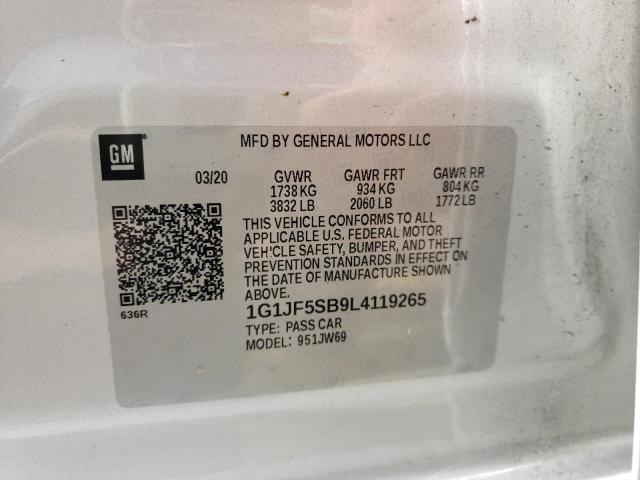 GM
MFD BY GENERAL MOTORS LLC
03/20 GVWR GAWR FRT GAWR RR
1738 KG 934 KG 804 KG
3832 LB 2060 LB 1772 LB
THIS VEHICLE CONFORMS TO ALL
APPLICABLE U.S. FEDERAL MOTOR
VEHICLE SAFETY, BUMPER, AND THEFT
PREVENTION STANDARDS IN EFFECT ON
THE DATE OF MANUFACTURE SHOWN
ABOVE.
636R
1G1JF5SB9L4119265
TYPE: PASS CAR
MODEL: 951JW69